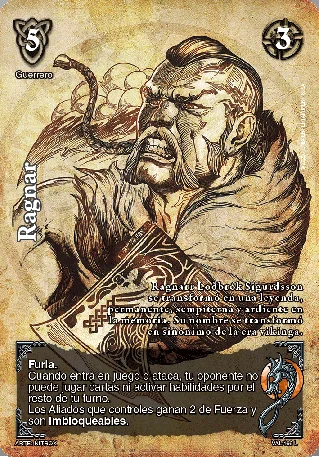 5
3
Guerrero
Ragnar
Ragnarr Lodbrok Sigurdsson
se transformó en una leyenda,
permanente, sempiterna y ardiente en
la memoria. Su nombre se transformó
en sinónimo de la era vikinga.
Furia.
Cuando entra en juego o ataca, tu oponente no
puede jugar cartas ni activar habilidades por el
resto de tu turno.
Los Aliados que controles ganan 2 de Fuerza y
son Imbloqueables.